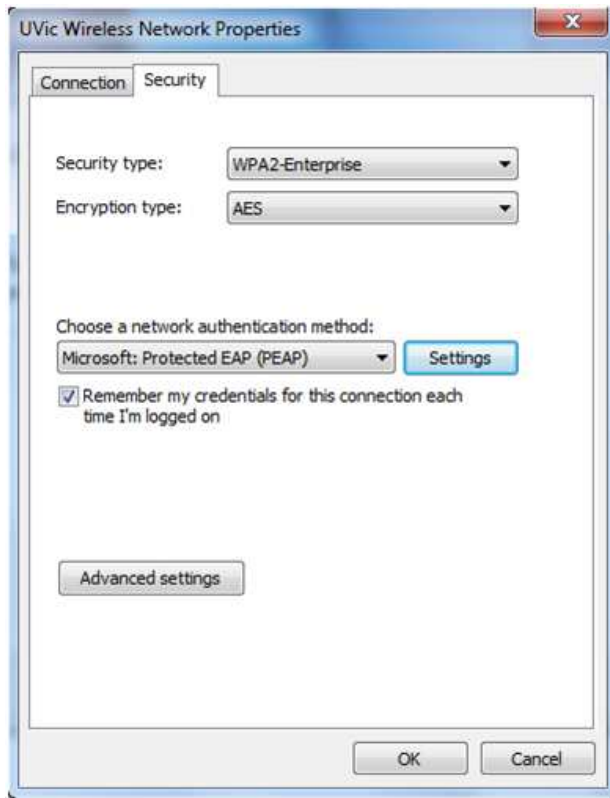 UVic Wireless Network Properties
Connection Security
Security type: WPA2-Enterprise
Encryption type: AES
Choose a network authentication method:
Microsoft: Protected EAP (PEAP) Settings
Remember my credentials for this connection each
time I'm logged on
Advanced settings
OK Cancel